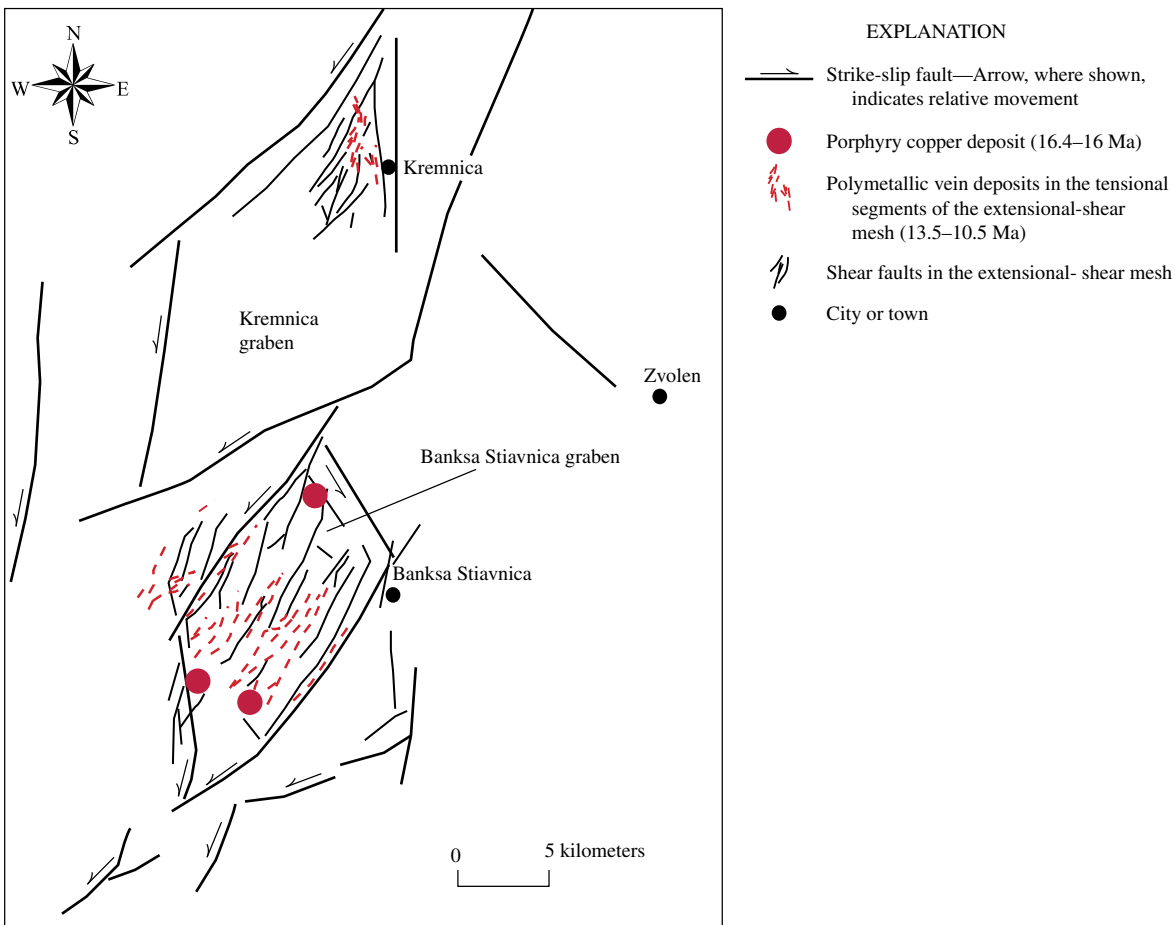 N
W
E
S
Kremnica
Kremnica
graben
Zvolen
Banksa Stiavnica graben
Banksa Stiavnica
0
5 kilometers
EXPLANATION
Strike-slip fault—Arrow, where shown,
indicates relative movement
Porphyry copper deposit (16.4–16 Ma)
Polymetallic vein deposits in the tensional
segments of the extensional-shear
mesh (13.5–10.5 Ma)
Shear faults in the extensional- shear mesh
City or town